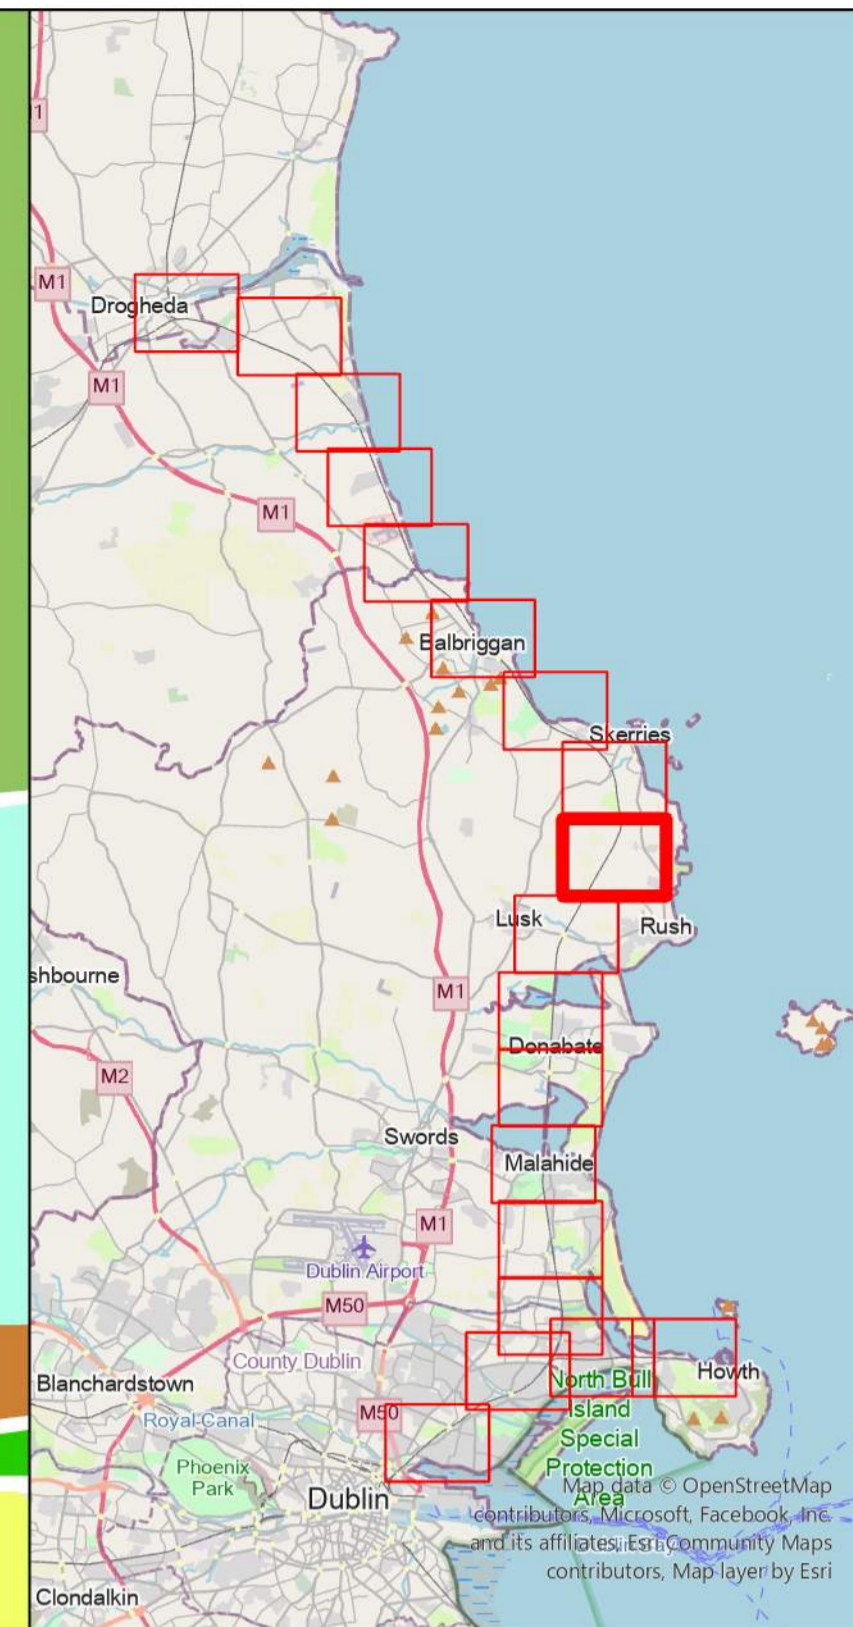 1
M1
Drogheda
M1
M1
Balbriggan
Skerries
Lusk
Rush
shbourne
M1
Donabate
M2
Swords
Malahide
M1
Dublin Airport
M50
County Dublin
Blanchardstown
Howth
North Bull
Island
Special
Protection
Area
Royal Canal
M50
Phoenix
Park
Dublin
Map data © OpenStreetMap
contributors, Microsoft, Facebook, Inc.
and its affiliates, Esri Community Maps
contributors, Map layer by Esri
Clondalkin